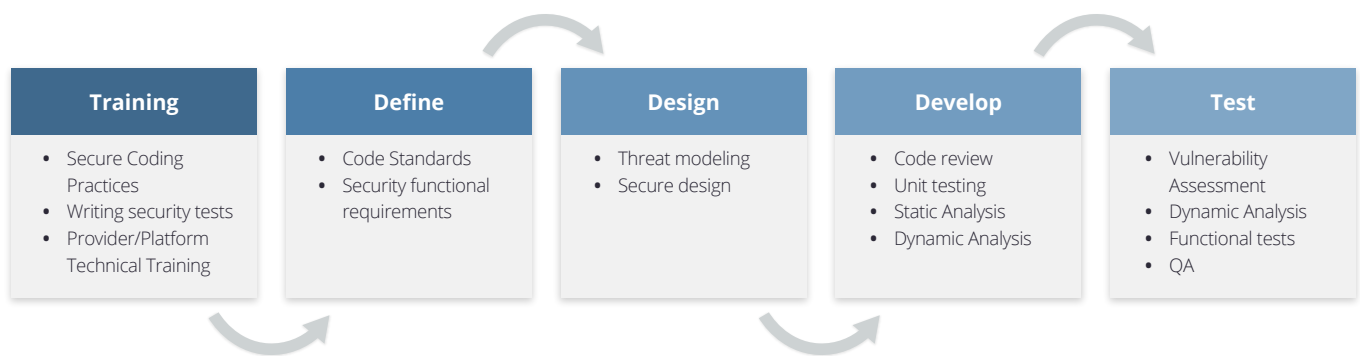 Training
• Secure Coding
Practices
• Writing security tests
• Provider/Platform
Technical Training
Define
• Code Standards
• Security functional
requirements
Design
• Threat modeling
• Secure design
Develop
• Code review
• Unit testing
• Static Analysis
• Dynamic Analysis
Test
• Vulnerability
Assessment
• Dynamic Analysis
• Functional tests
• QA